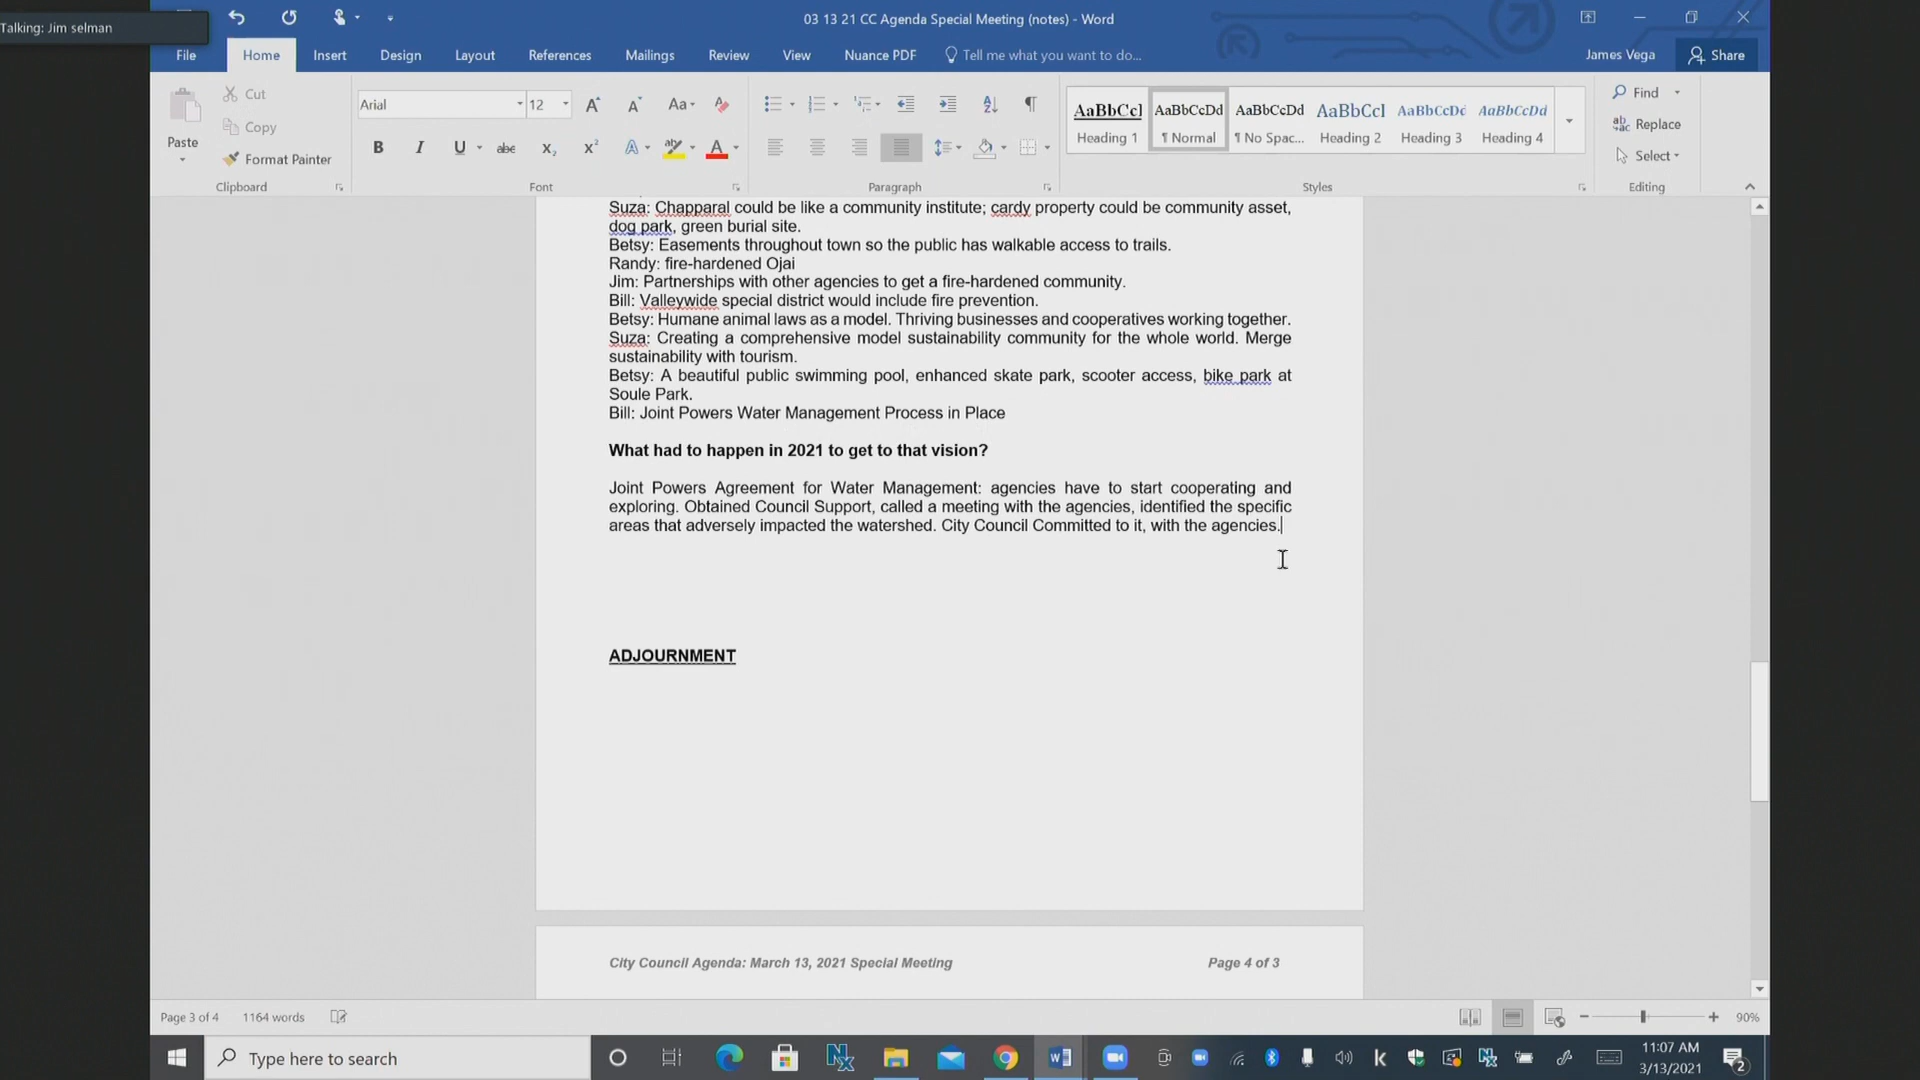 Talking: Jim selman
03 13 21 CC Agenda Special Meeting (notes) - Word
File Home Insert Design Layout References Mailings Review View Nuance PDF Tell me what you want to do... James Vega Share
Paste
Cut
Copy
Format Painter
Clipboard
Arial 12
Font
Paragraph
AaBbCcI AaBbCcDd AaBbCcDd AaBbCcI AaBbCcDc AaBbCcDd
Heading 1 ¶ Normal ¶ No Spac... Heading 2 Heading 3 Heading 4
Styles
Find
Replace
Select
Editing
Suza: Chapparal could be like a community institute; cardy property could be community asset,
dog park, green burial site.
Betsy: Easements throughout town so the public has walkable access to trails.
Randy: fire-hardened Ojai
Jim: Partnerships with other agencies to get a fire-hardened community.
Bill: Valleywide special district would include fire prevention.
Betsy: Humane animal laws as a model. Thriving businesses and cooperatives working together.
Suza: Creating a comprehensive model sustainability community for the whole world. Merge
sustainability with tourism.
Betsy: A beautiful public swimming pool, enhanced skate park, scooter access, bike park at
Soule Park.
Bill: Joint Powers Water Management Process in Place
What had to happen in 2021 to get to that vision?
Joint Powers Agreement for Water Management: agencies have to start cooperating and
exploring. Obtained Council Support, called a meeting with the agencies, identified the specific
areas that adversely impacted the watershed. City Council Committed to it, with the agencies.
ADJOURNMENT
City Council Agenda: March 13, 2021 Special Meeting Page 4 of 3
Page 3 of 4 1164 words 90%
Type here to search
11:07 AM
3/13/2021
2